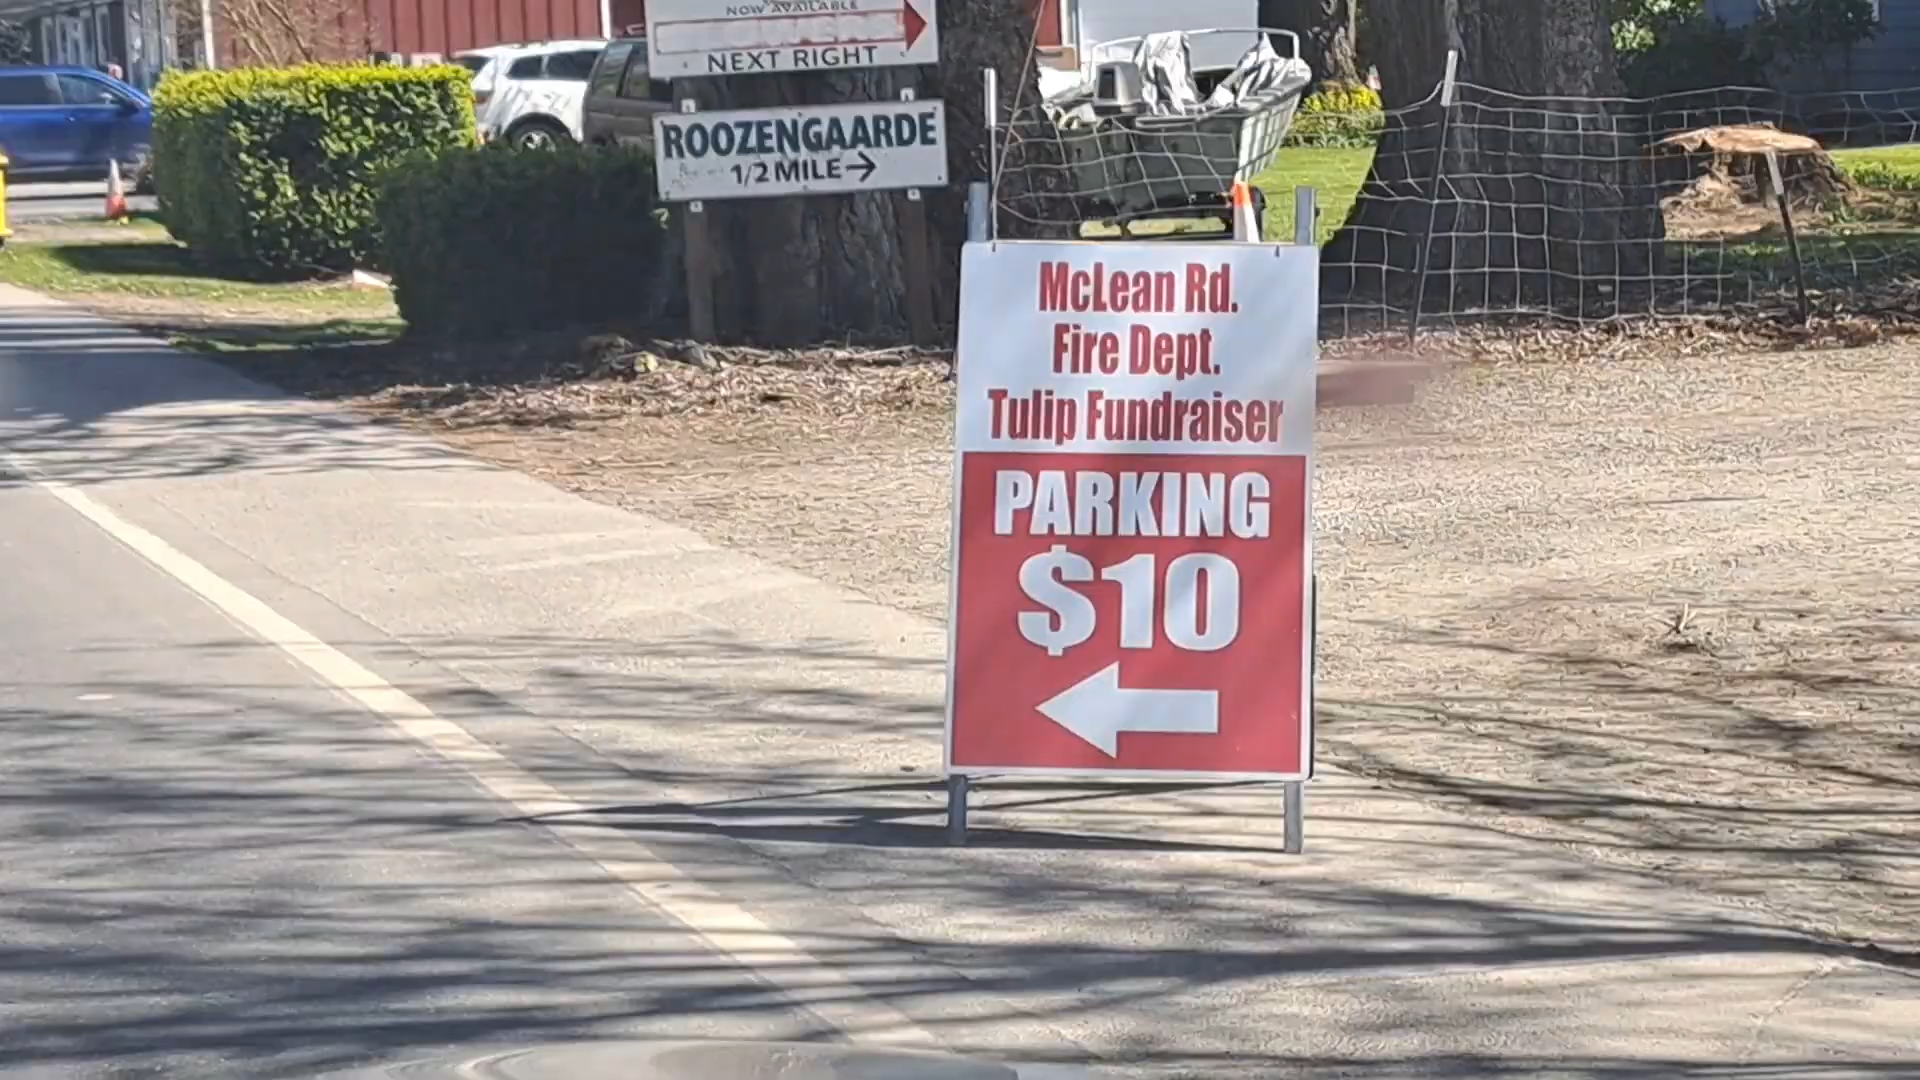 NOW AVAILABLE
NEXT RIGHT
ROOZENGAARDE
1/2 MILE→
McLean Rd.
Fire Dept.
Tulip Fundraiser
PARKING
$10